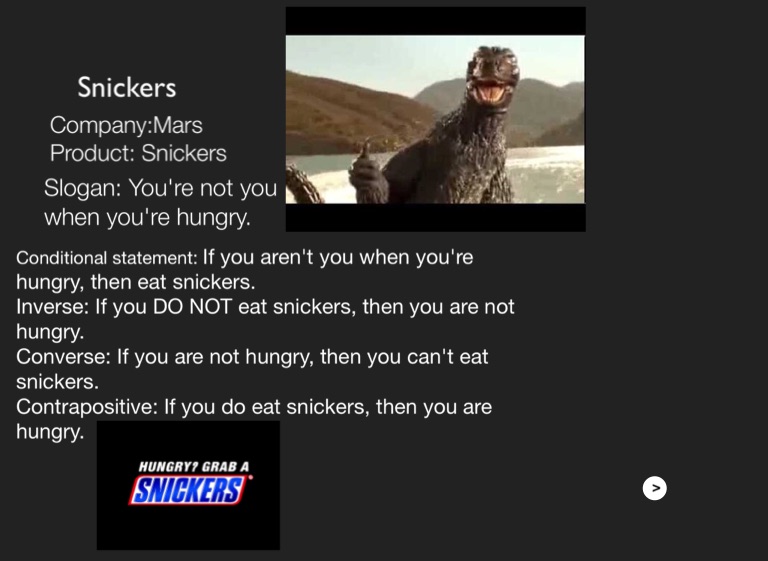 Snickers
Company:Mars
Product: Snickers
Slogan: You're not you
when you're hungry.
Conditional statement: If you aren't you when you're
hungry, then eat snickers.
Inverse: If you DO NOT eat snickers, then you are not
hungry.
Converse: If you are not hungry, then you can't eat
snickers.
Contrapositive: If you do eat snickers, then you are
hungry.
HUNGRY? GRAB A
SNICKERS
>